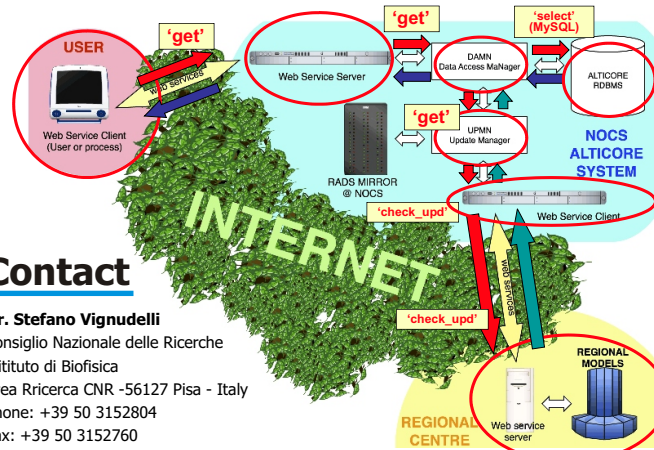 USER
'get'
web services
Web Service Client
(User or process)
'get'
Web Service Server
'select'
(MySQL)
DAMN
Data Access MaNager
ALTICORE
RDBMS
'get'
UPMN
Update Manager
RADS MIRROR
@ NOCS
NOCS
ALTICORE
SYSTEM
'check_upd'
Web Service Client
INTERNET
web services
'check_upd'
REGIONAL
MODELS
Web service
server
REGIONAL
CENTRE
Contact
r. Stefano Vignudelli
onsiglio Nazionale delle Ricerche
tituto di Biofisica
rea Rricerca CNR -56127 Pisa - Italy
hone: +39 50 3152804
ax: +39 50 3152760